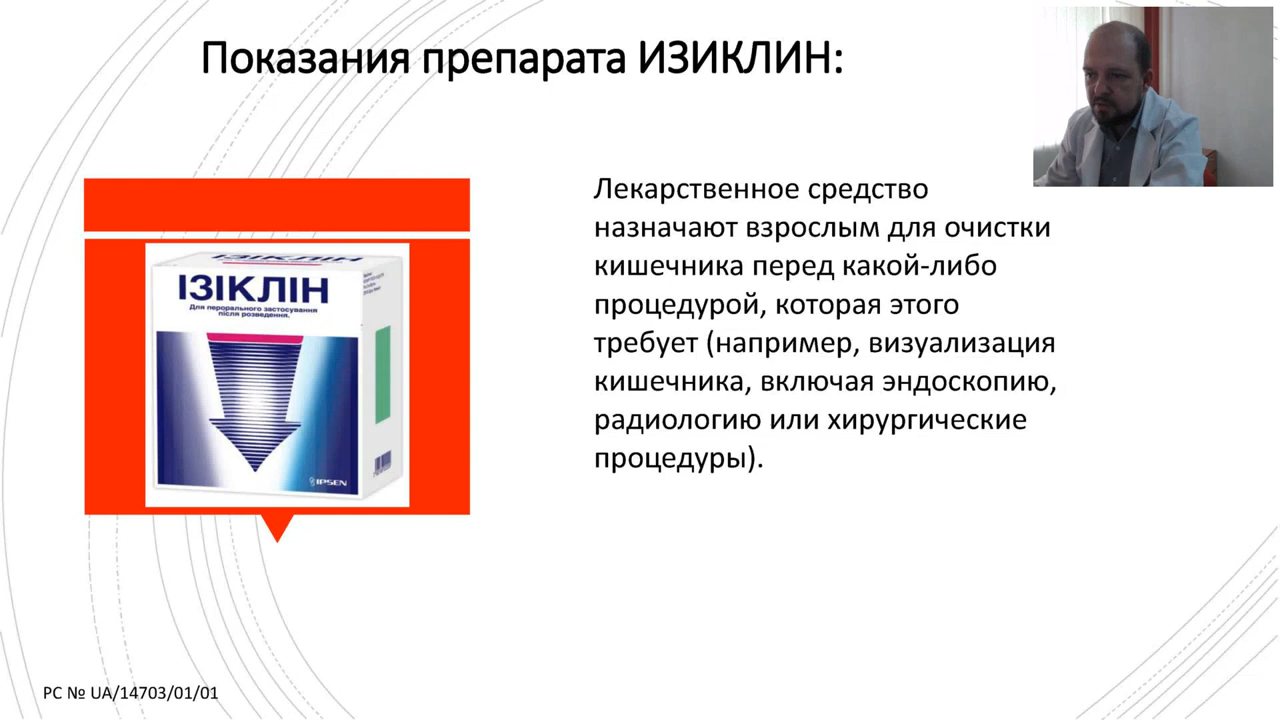 Показания препарата ИЗИКЛИН:
Лекарственное средство
назначают взрослым для очистки
кишечника перед какой-либо
процедурой, которая этого
требует (например, визуализация
кишечника, включая эндоскопию,
радиологию или хирургические
процедуры).
ІЗІКЛІН
ІЗІКЛІН
Для перорального застосування
після розведення.
IPSEN
РС № UA/14703/01/01